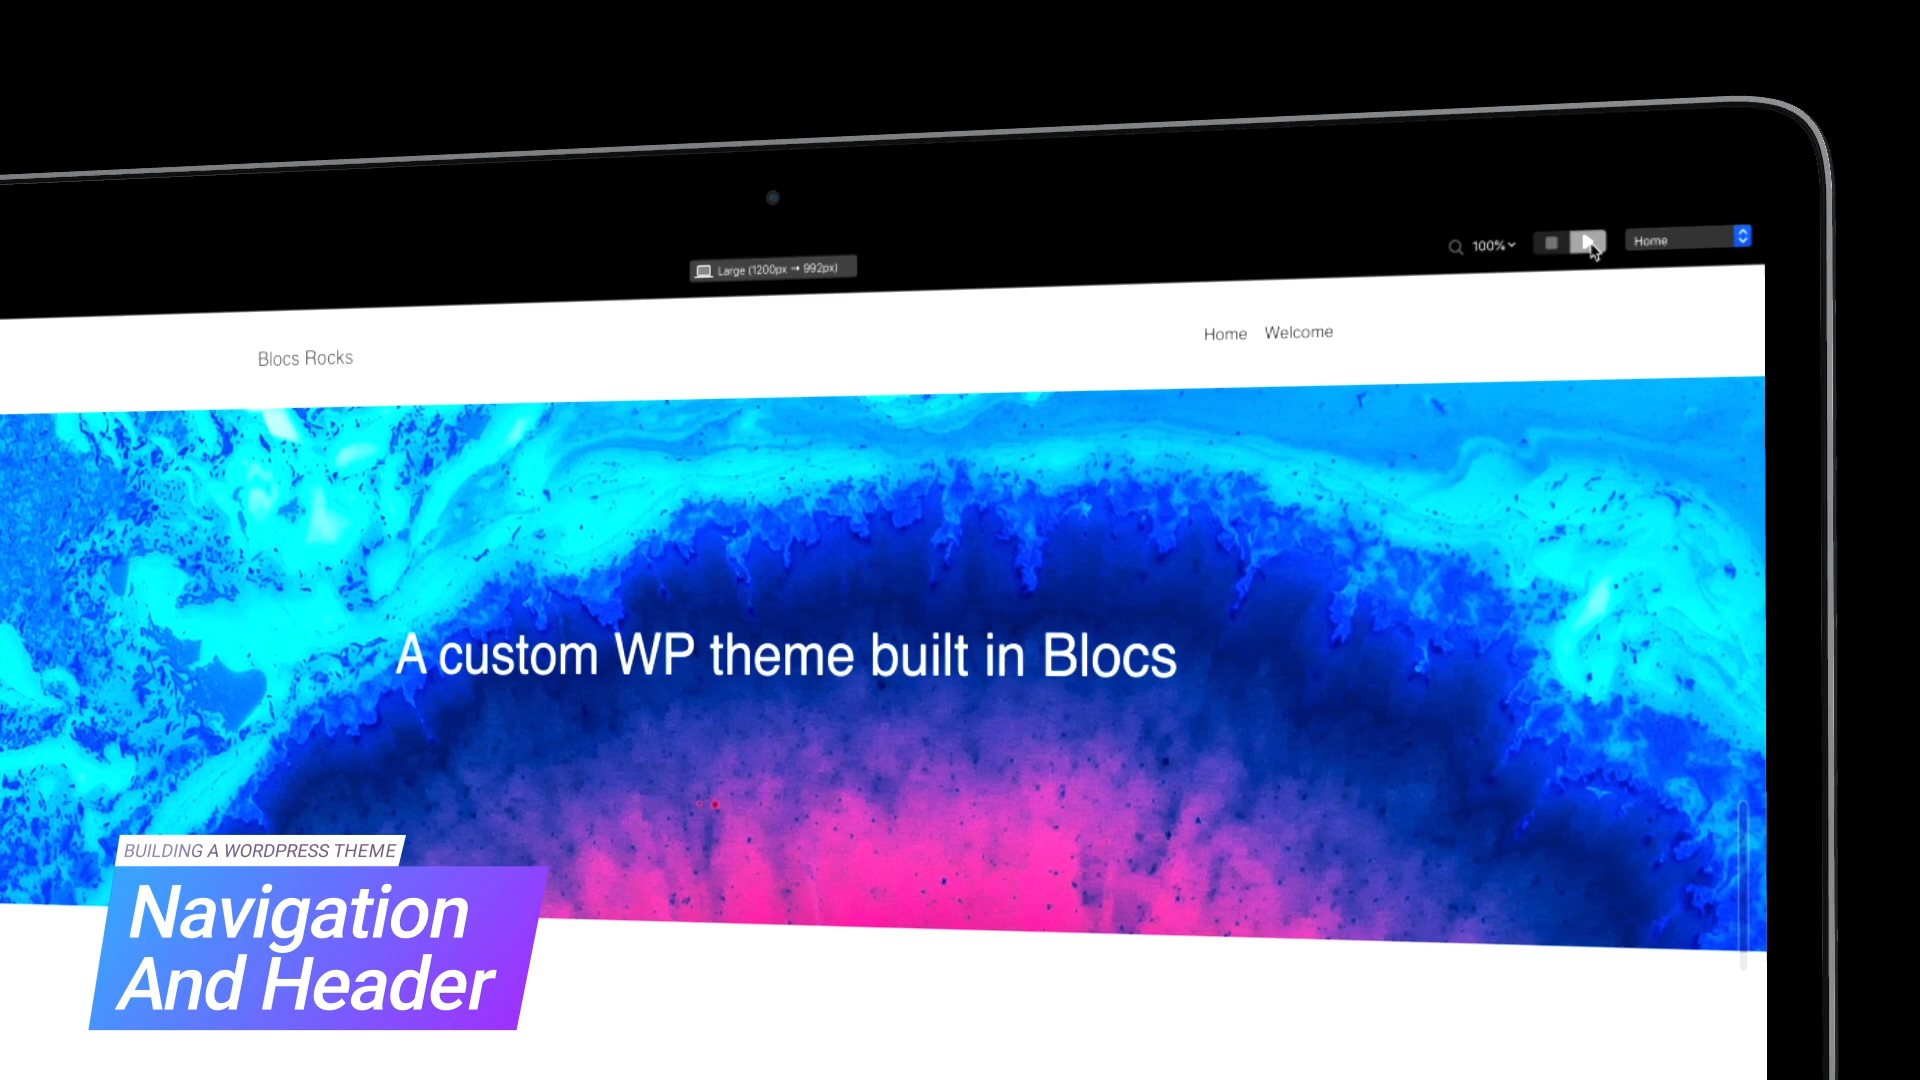 100%
Home
Large (1200px → 992px)
Blocs Rocks
Home Welcome
A custom WP theme built in Blocs
BUILDING A WORDPRESS THEME
Navigation
And Header